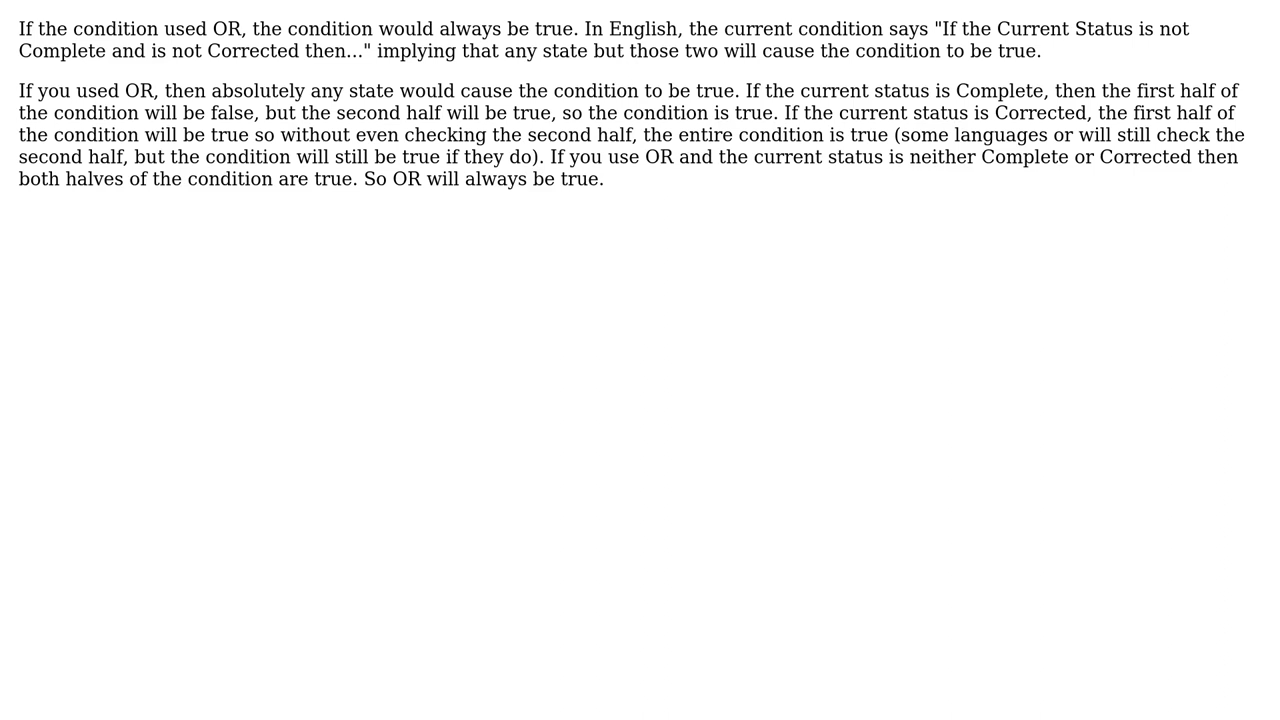 If the condition used OR, the condition would always be true. In English, the current condition says "If the Current Status is not
Complete and is not Corrected then..." implying that any state but those two will cause the condition to be true.
If you used OR, then absolutely any state would cause the condition to be true. If the current status is Complete, then the first half of
the condition will be false, but the second half will be true, so the condition is true. If the current status is Corrected, the first half of
the condition will be true so without even checking the second half, the entire condition is true (some languages or will still check the
second half, but the condition will still be true if they do). If you use OR and the current status is neither Complete or Corrected then
both halves of the condition are true. So OR will always be true.